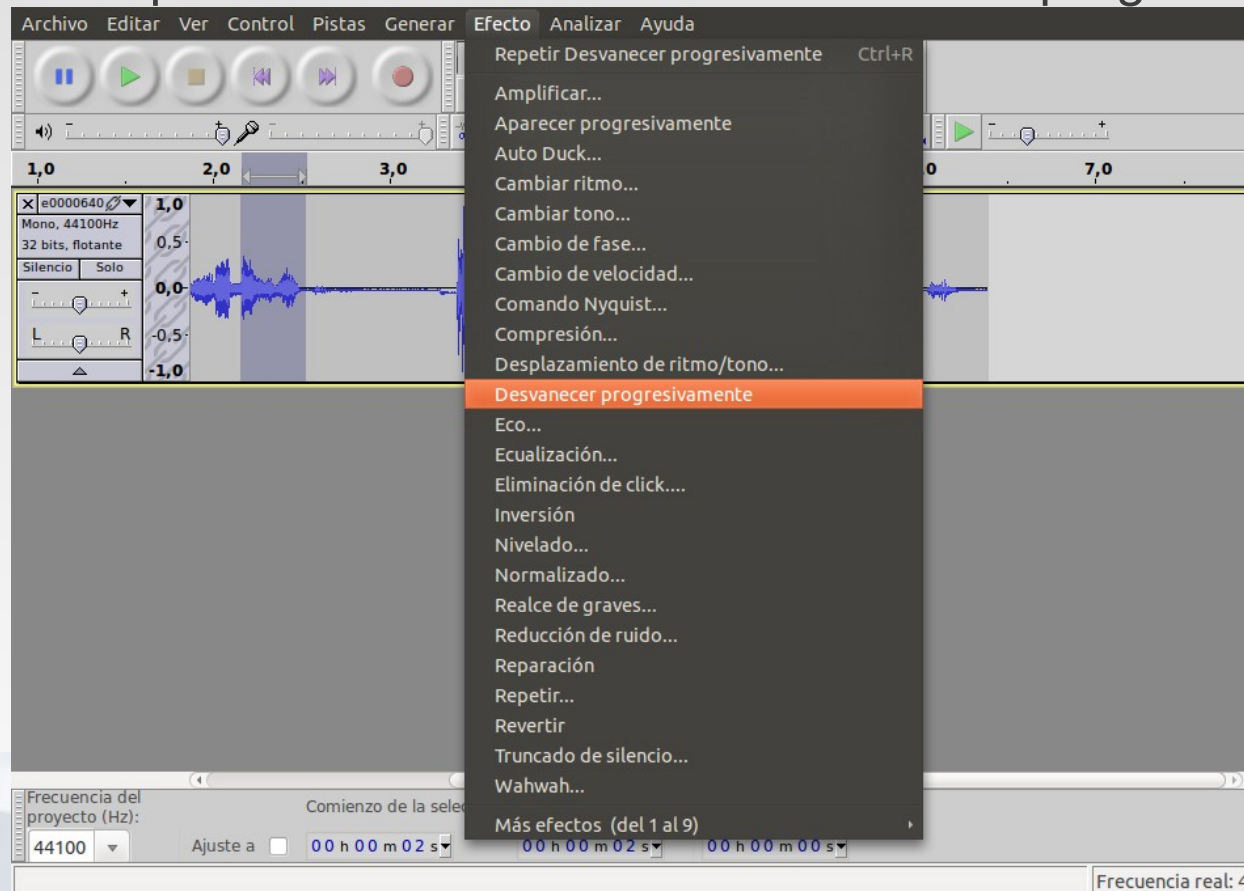 Archivo Editar Ver Control Pistas Generar Efecto Analizar Ayuda
Repetir Desvanecer progresivamente Ctrl+R
Amplificar...
Aparecer progresivamente
Auto Duck...
Cambiar ritmo...
Cambiar tono...
Cambio de fase...
Cambio de velocidad...
Comando Nyquist...
Compresión...
Desplazamiento de ritmo/tono...
Desvanecer progresivamente
Eco...
Ecualización...
Eliminación de click....
Inversión
Nivelado...
Normalizado...
Realce de graves...
Reducción de ruido...
Reparación
Repetir...
Revertir
Truncado de silencio...
Wahwah...
Más efectos (del 1 al 9)
1,0 2,0 3,0 7,0
e0000640
Mono, 44100Hz
32 bits, flotante
Silencio Solo
- +
L R
1,0
0,5
0,0
-0,5
-1,0
Frecuencia del
proyecto (Hz):
44100
Ajuste a
Comienzo de la
00 h 00 m 02 s
00 h 00 m 02 s
00 h 00 m 00 s
Frecuencia real: